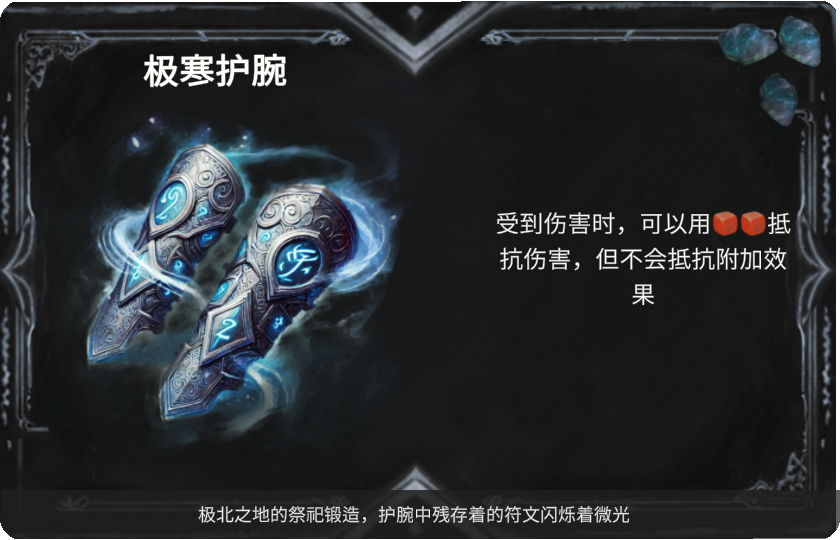 极寒护腕
受到伤害时，可以用抵
抗伤害，但不会抵抗附加效
果
极北之地的祭祀锻造，护腕中残存着的符文闪烁着微光